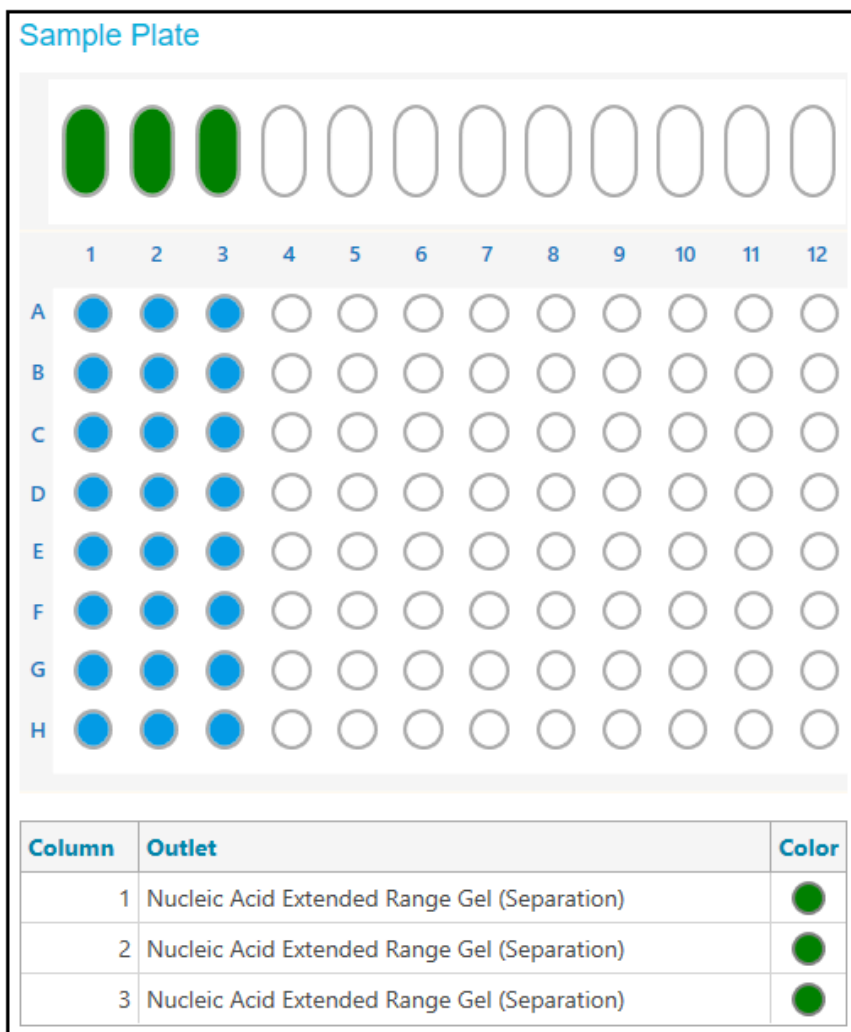 Sample Plate
1 2 3 4 5 6 7 8 9 10 11 12
A
B
C
D
E
F
G
H
Column Outlet Color
1 Nucleic Acid Extended Range Gel (Separation)
2 Nucleic Acid Extended Range Gel (Separation)
3 Nucleic Acid Extended Range Gel (Separation)